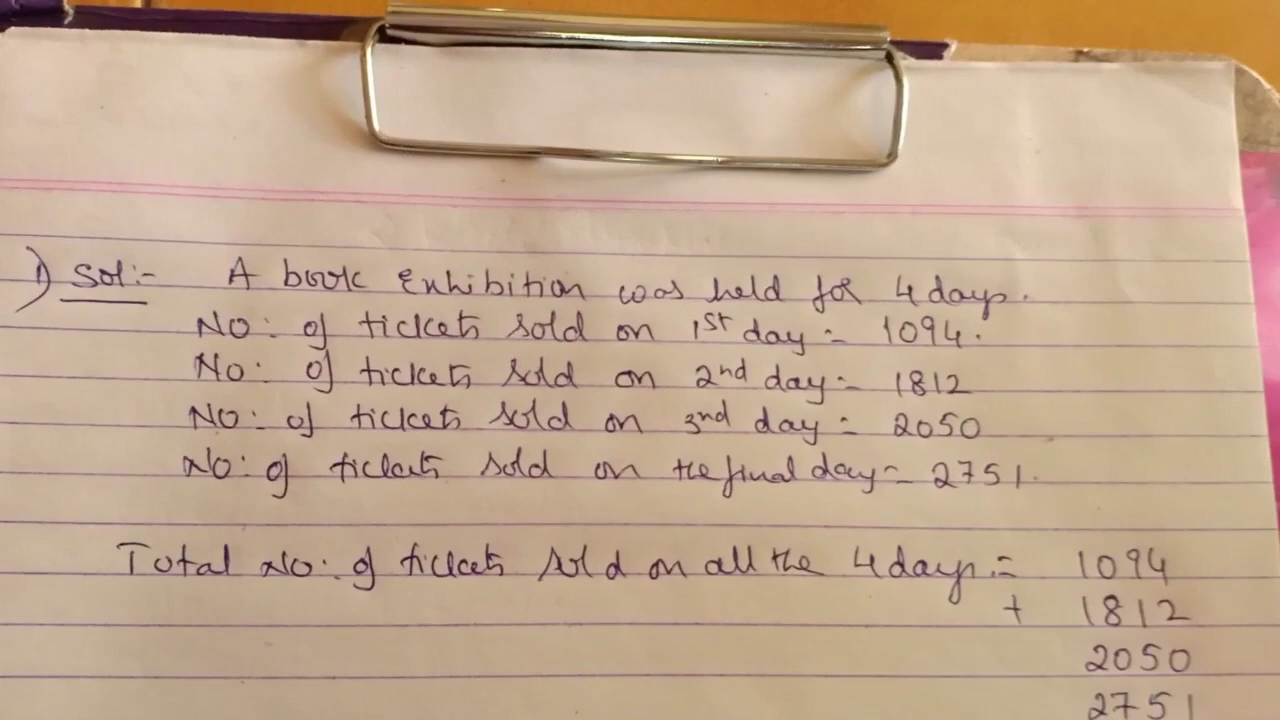 1) Sol:- A book Exhibition was held for 4 days.
No: of tickets sold on 1st day = 1094.
No: of tickets sold on 2nd day = 1812
No: of tickets sold on 3nd day = 2050
No: of tickets sold on the final day = 2751.
Total No: of tickets sold on all the 4 days = 1094
+ 1812
2050
2751